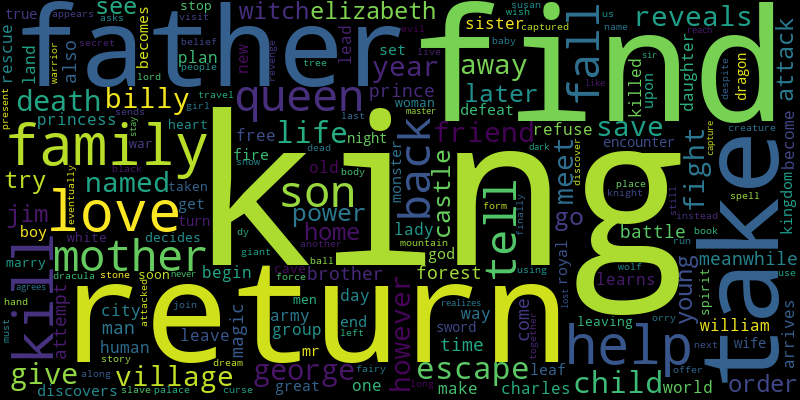 true appears asks stop visit susan wish captured us name
rescue see witch elizabeth
father find fall reveals attack
land also becomes secret evil live baby sister sir reach
warrior plan people lord set new lead year away like
present death billy queen prince woman later killed upon daughter despite dragon
princess tree travel girl revenge defeat
family king life friend refuse save become
sends heart free last master capture creature
war stay night dead dark encounter
try black fire snow back castle meet fight
named son old body monster discover place kingdom
love taken power tell form knight still spell instead
jim get home go battle take
boy turn lady god finally run book
white decides dy giant another mountain
mother eventually meanwhile
marry dracula stone soon never begin cave ball brother forest using royal wolf learns young spirit use
return help
kill attempt hand agrees attacked force men day however army way sword come lost leaving orry arrives
city join group end left together realizes william
must man magic leave mr time next wife
human story dream george escape leaf offer
give along village fairy child world
discovers slave palace curse great one long make charles order